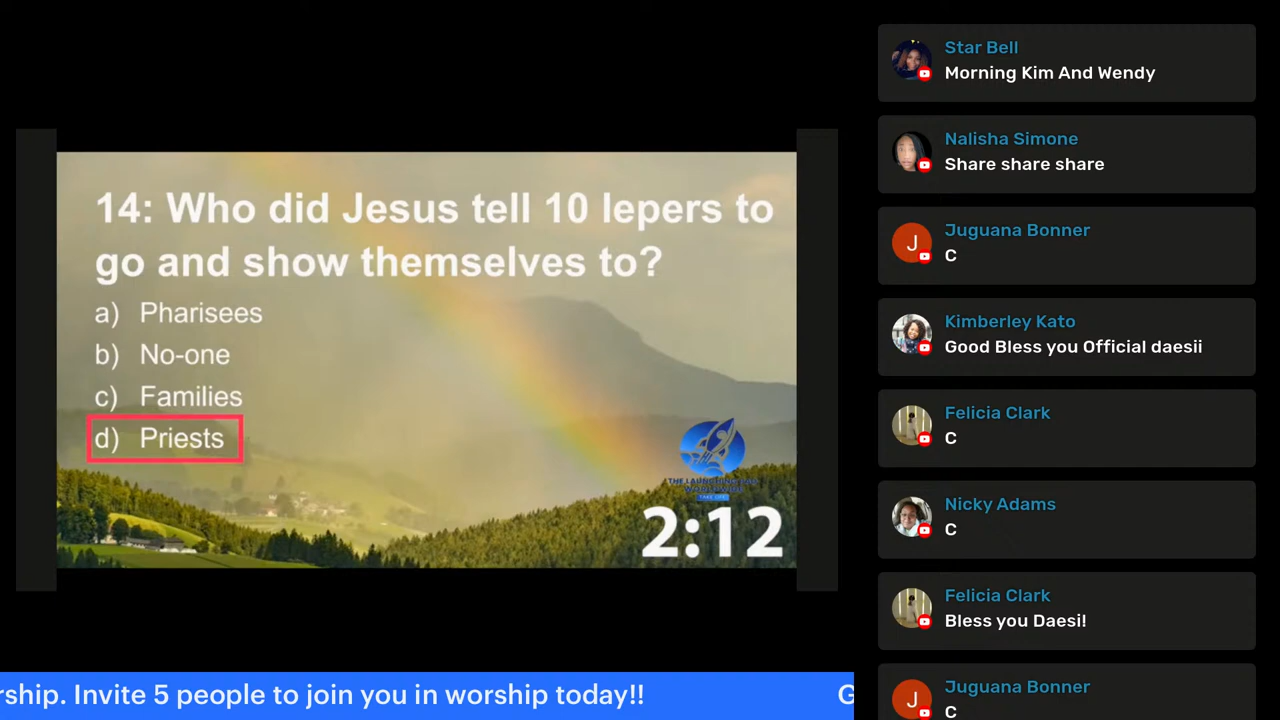 14: Who did Jesus tell 10 lepers to
go and show themselves to?
a) Pharisees
b) No-one
c) Families
d) Priests
TAKE LIFE!
2:12
rship. Invite 5 people to join you in worship today!!
G
Star Bell
Morning Kim And Wendy
Nalisha Simone
Share share share
J
Juguana Bonner
C
Kimberley Kato
Good Bless you Official daesii
Felicia Clark
C
Nicky Adams
C
Felicia Clark
Bless you Daesi!
J
Juguana Bonner
C